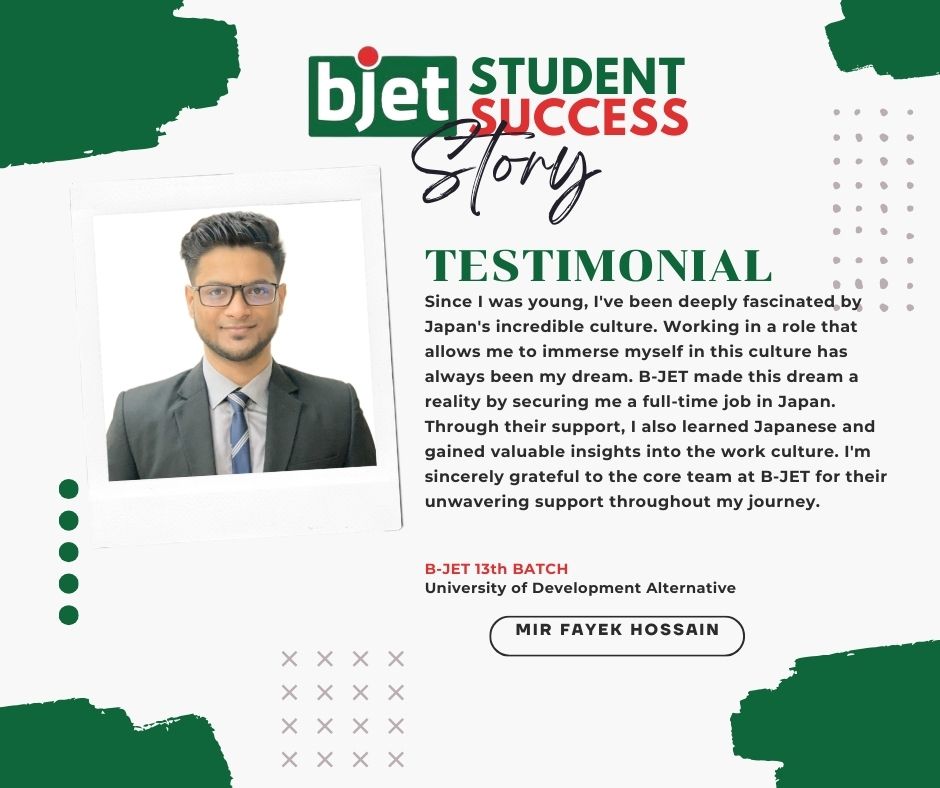 bjet STUDENT
SUCCESS
Story
TESTIMONIAL
Since I was young, I've been deeply fascinated by
Japan's incredible culture. Working in a role that
allows me to immerse myself in this culture has
always been my dream. B-JET made this dream a
reality by securing me a full-time job in Japan.
Through their support, I also learned Japanese and
gained valuable insights into the work culture. I'm
sincerely grateful to the core team at B-JET for their
unwavering support throughout my journey.
B-JET 13th BATCH
University of Development Alternative
MIR FAYEK HOSSAIN